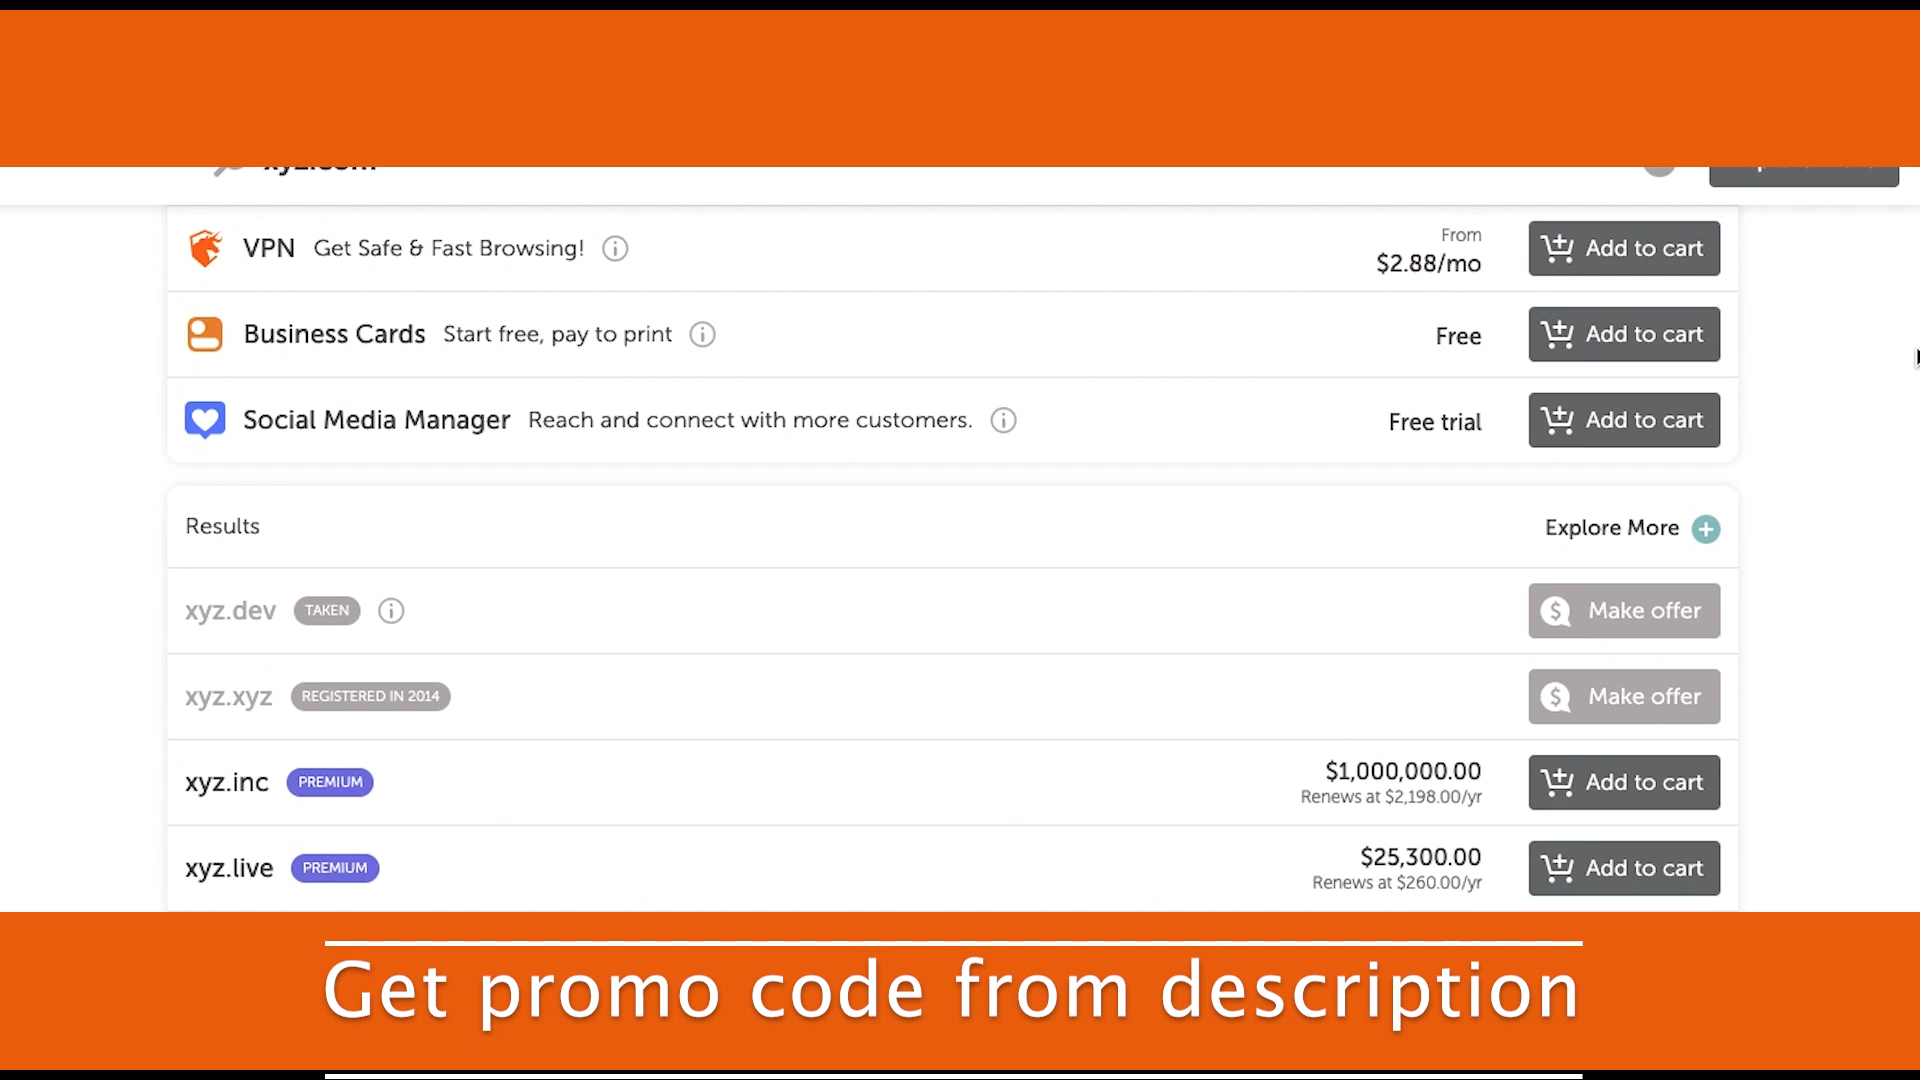 xyz.com
VPN Get Safe & Fast Browsing!
From
$2.88/mo
Add to cart
Business Cards Start free, pay to print
Free
Add to cart
Social Media Manager Reach and connect with more customers.
Free trial
Add to cart
Results
Explore More
xyz.dev TAKEN
Make offer
xyz.xyz REGISTERED IN 2014
Make offer
xyz.inc PREMIUM
$1,000,000.00
Renews at $2,198.00/yr
Add to cart
xyz.live PREMIUM
$25,300.00
Renews at $260.00/yr
Add to cart
Get promo code from description